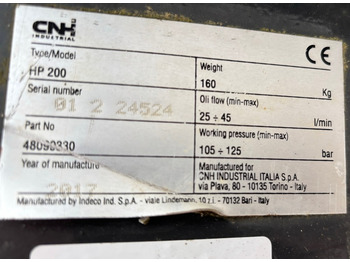 CNH
INDUSTRIAL
CE
Type/Model
HP 200
Serial number
01 2 24524
Part No
48090330
Year of manufacture
2017
Weight
160 Kg
Oli flow (min-max)
25 ÷ 45 l/min
Working pressure (min-max)
105 ÷ 125 bar
Manufactured for
CNH INDUSTRIAL ITALIA S.p.A.
via Plava, 80 - 10135 Torino - Italy
Manufactured by Indeco Ind. S.p.A. - viale Lindemann, 10 z.i. - 70132 Bari - Italy